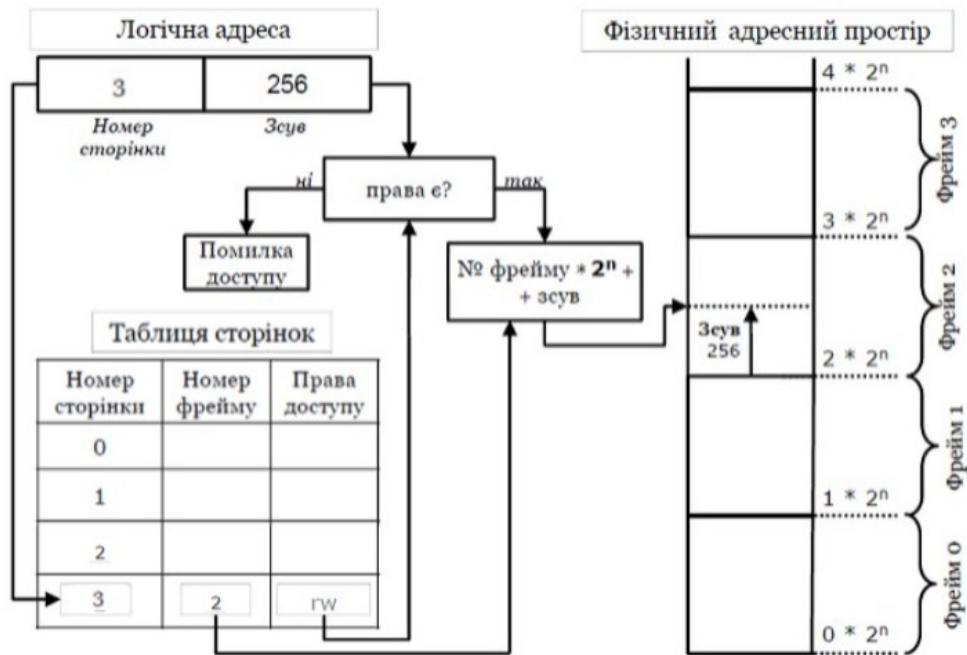 Логічна адреса
3 256
Номер сторінки
Зсув
ні
права є?
так
Помилка
доступу
№ фрейму * 2ⁿ +
+ зсув
Таблиця сторінок
Номер сторінки
Номер фрейму
Права доступу
0
1
2
3 2 rw
Фізичний адресний простір
4 * 2ⁿ
Фрейм 3
3 * 2ⁿ
Фрейм 2
Зсув
256
2 * 2ⁿ
Фрейм 1
1 * 2ⁿ
Фрейм 0
0 * 2ⁿ